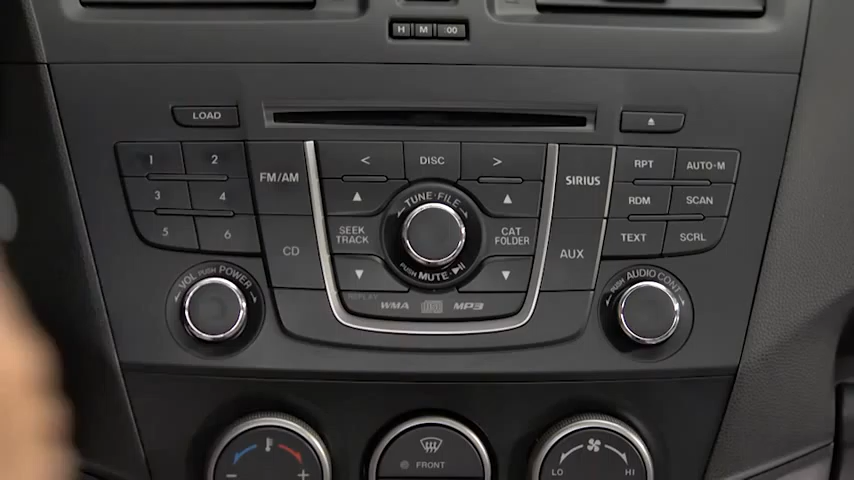 H M 00
LOAD
1 2 FM/AM < DISC > SIRIUS RPT AUTO-M
TUNE·FILE
3 4 RDM SCAN
5 6 CD SEEK TRACK CAT FOLDER AUX TEXT SCRL
PUSH MUTE
VOL PUSH POWER
REPLAY WMA MP3
PUSH AUDIO CONT
− + FRONT LO HI